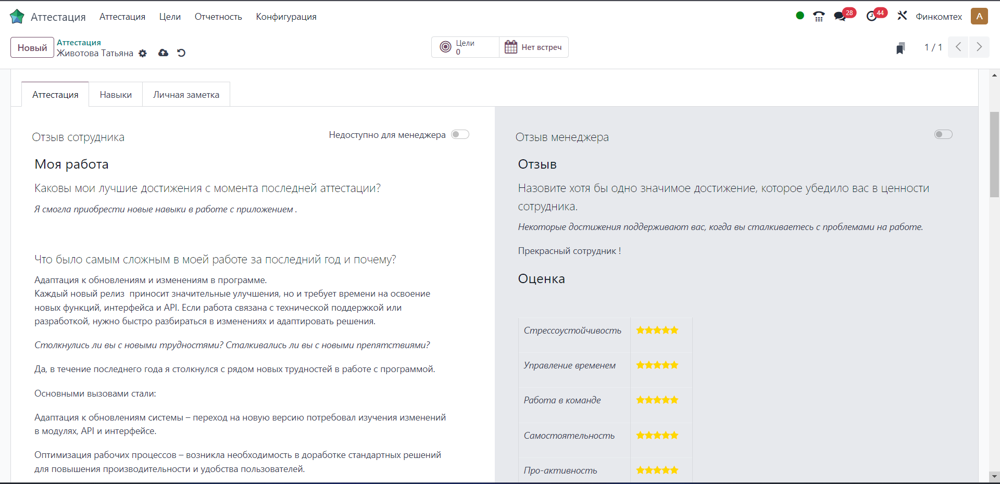 Аттестация
Аттестация
Цели
Отчетность
Конфигурация
28
44
Финкомтех
A
Новый
Аттестация
Животова Татьяна
Цели
0
Нет встреч
1 / 1
Аттестация
Навыки
Личная заметка
Отзыв сотрудника
Недоступно для менеджера
Моя работа
Каковы мои лучшие достижения с момента последней аттестации?
Я смогла приобрести новые навыки в работе с приложением .
Что было самым сложным в моей работе за последний год и почему?
Адаптация к обновлениям и изменениям в программе.
Каждый новый релиз  приносит значительные улучшения, но и требует времени на освоение
новых функций, интерфейса и API. Если работа связана с технической поддержкой или
разработкой, нужно быстро разбираться в изменениях и адаптировать решения.
Столкнулись ли вы с новыми трудностями? Сталкивались ли вы с новыми препятствиями?
Да, в течение последнего года я столкнулся с рядом новых трудностей в работе с программой.
Основными вызовами стали:
Адаптация к обновлениям системы – переход на новую версию потребовал изучения изменений
в модулях, API и интерфейсе.
Оптимизация рабочих процессов – возникла необходимость в доработке стандартных решений
для повышения производительности и удобства пользователей.
Отзыв менеджера
Отзыв
Назовите хотя бы одно значимое достижение, которое убедило вас в ценности
сотрудника.
Некоторые достижения поддерживают вас, когда вы сталкиваетесь с проблемами на работе.
Прекрасный сотрудник !
Оценка
Стрессоустойчивость
Управление временем
Работа в команде
Самостоятельность
Про-активность